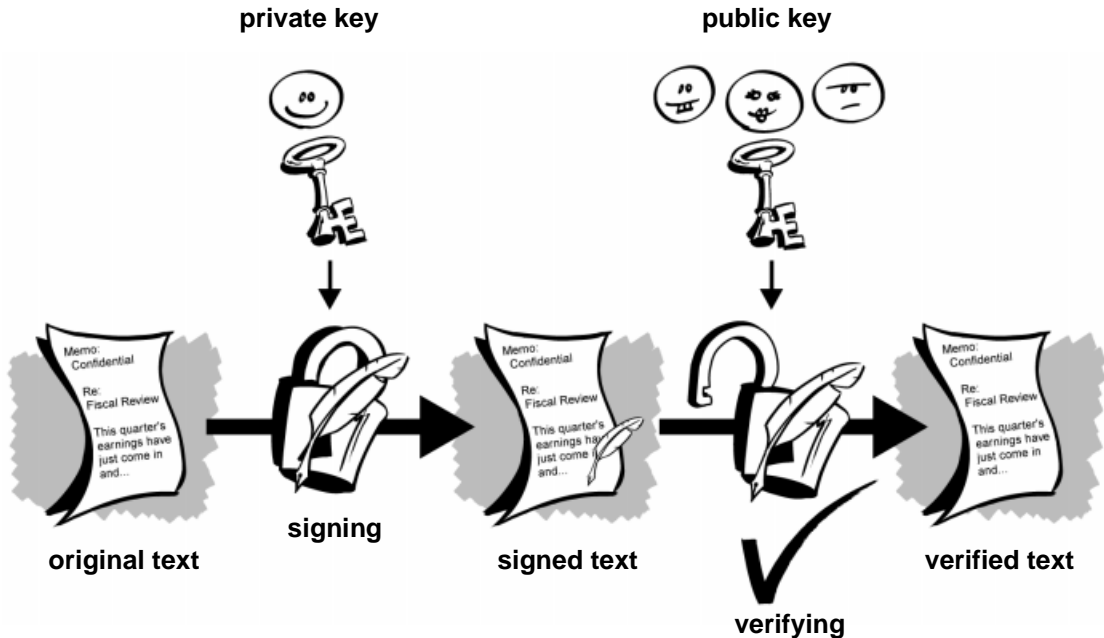 private key
public key
Memo:
Confidential
Re:
Fiscal Review
This quarter's
earnings have
just come in
and...
original text
signing
Memo:
Confidential
Re:
Fiscal Review
This quarter's
earnings have
just come in
and...
signed text
verifying
Memo:
Confidential
Re:
Fiscal Review
This quarter's
earnings have
just come in
and...
verified text